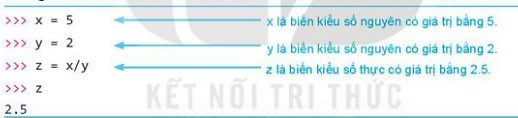 >>> x = 5 x là biến kiểu số nguyên có giá trị bằng 5.
>>> y = 2 y là biến kiểu số nguyên có giá trị bằng 2.
>>> z = x/y z là biến kiểu số thực có giá trị bằng 2.5.
>>> z
KẾT NỐI TRI THỨC
2.5